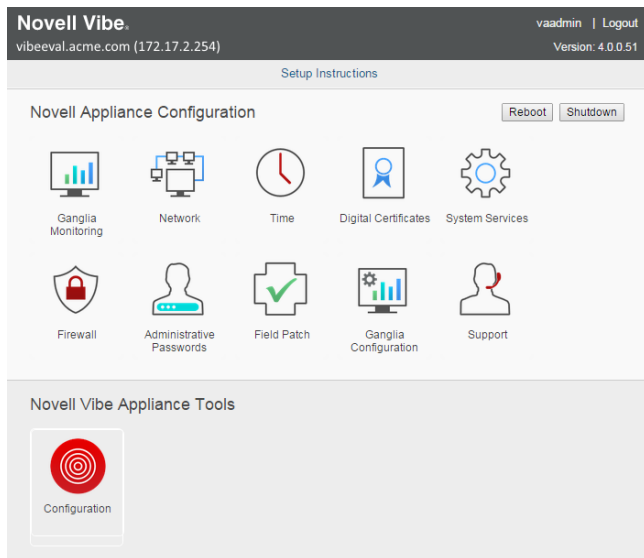 Novell Vibe®
vaadmin | Logout
vibeeval.acme.com (172.17.2.254)
Version: 4.0.0.51
Setup Instructions
Novell Appliance Configuration
Reboot
Shutdown
Ganglia
Monitoring
Network
Time
Digital Certificates
System Services
Firewall
Administrative
Passwords
Field Patch
Ganglia
Configuration
Support
Novell Vibe Appliance Tools
Configuration